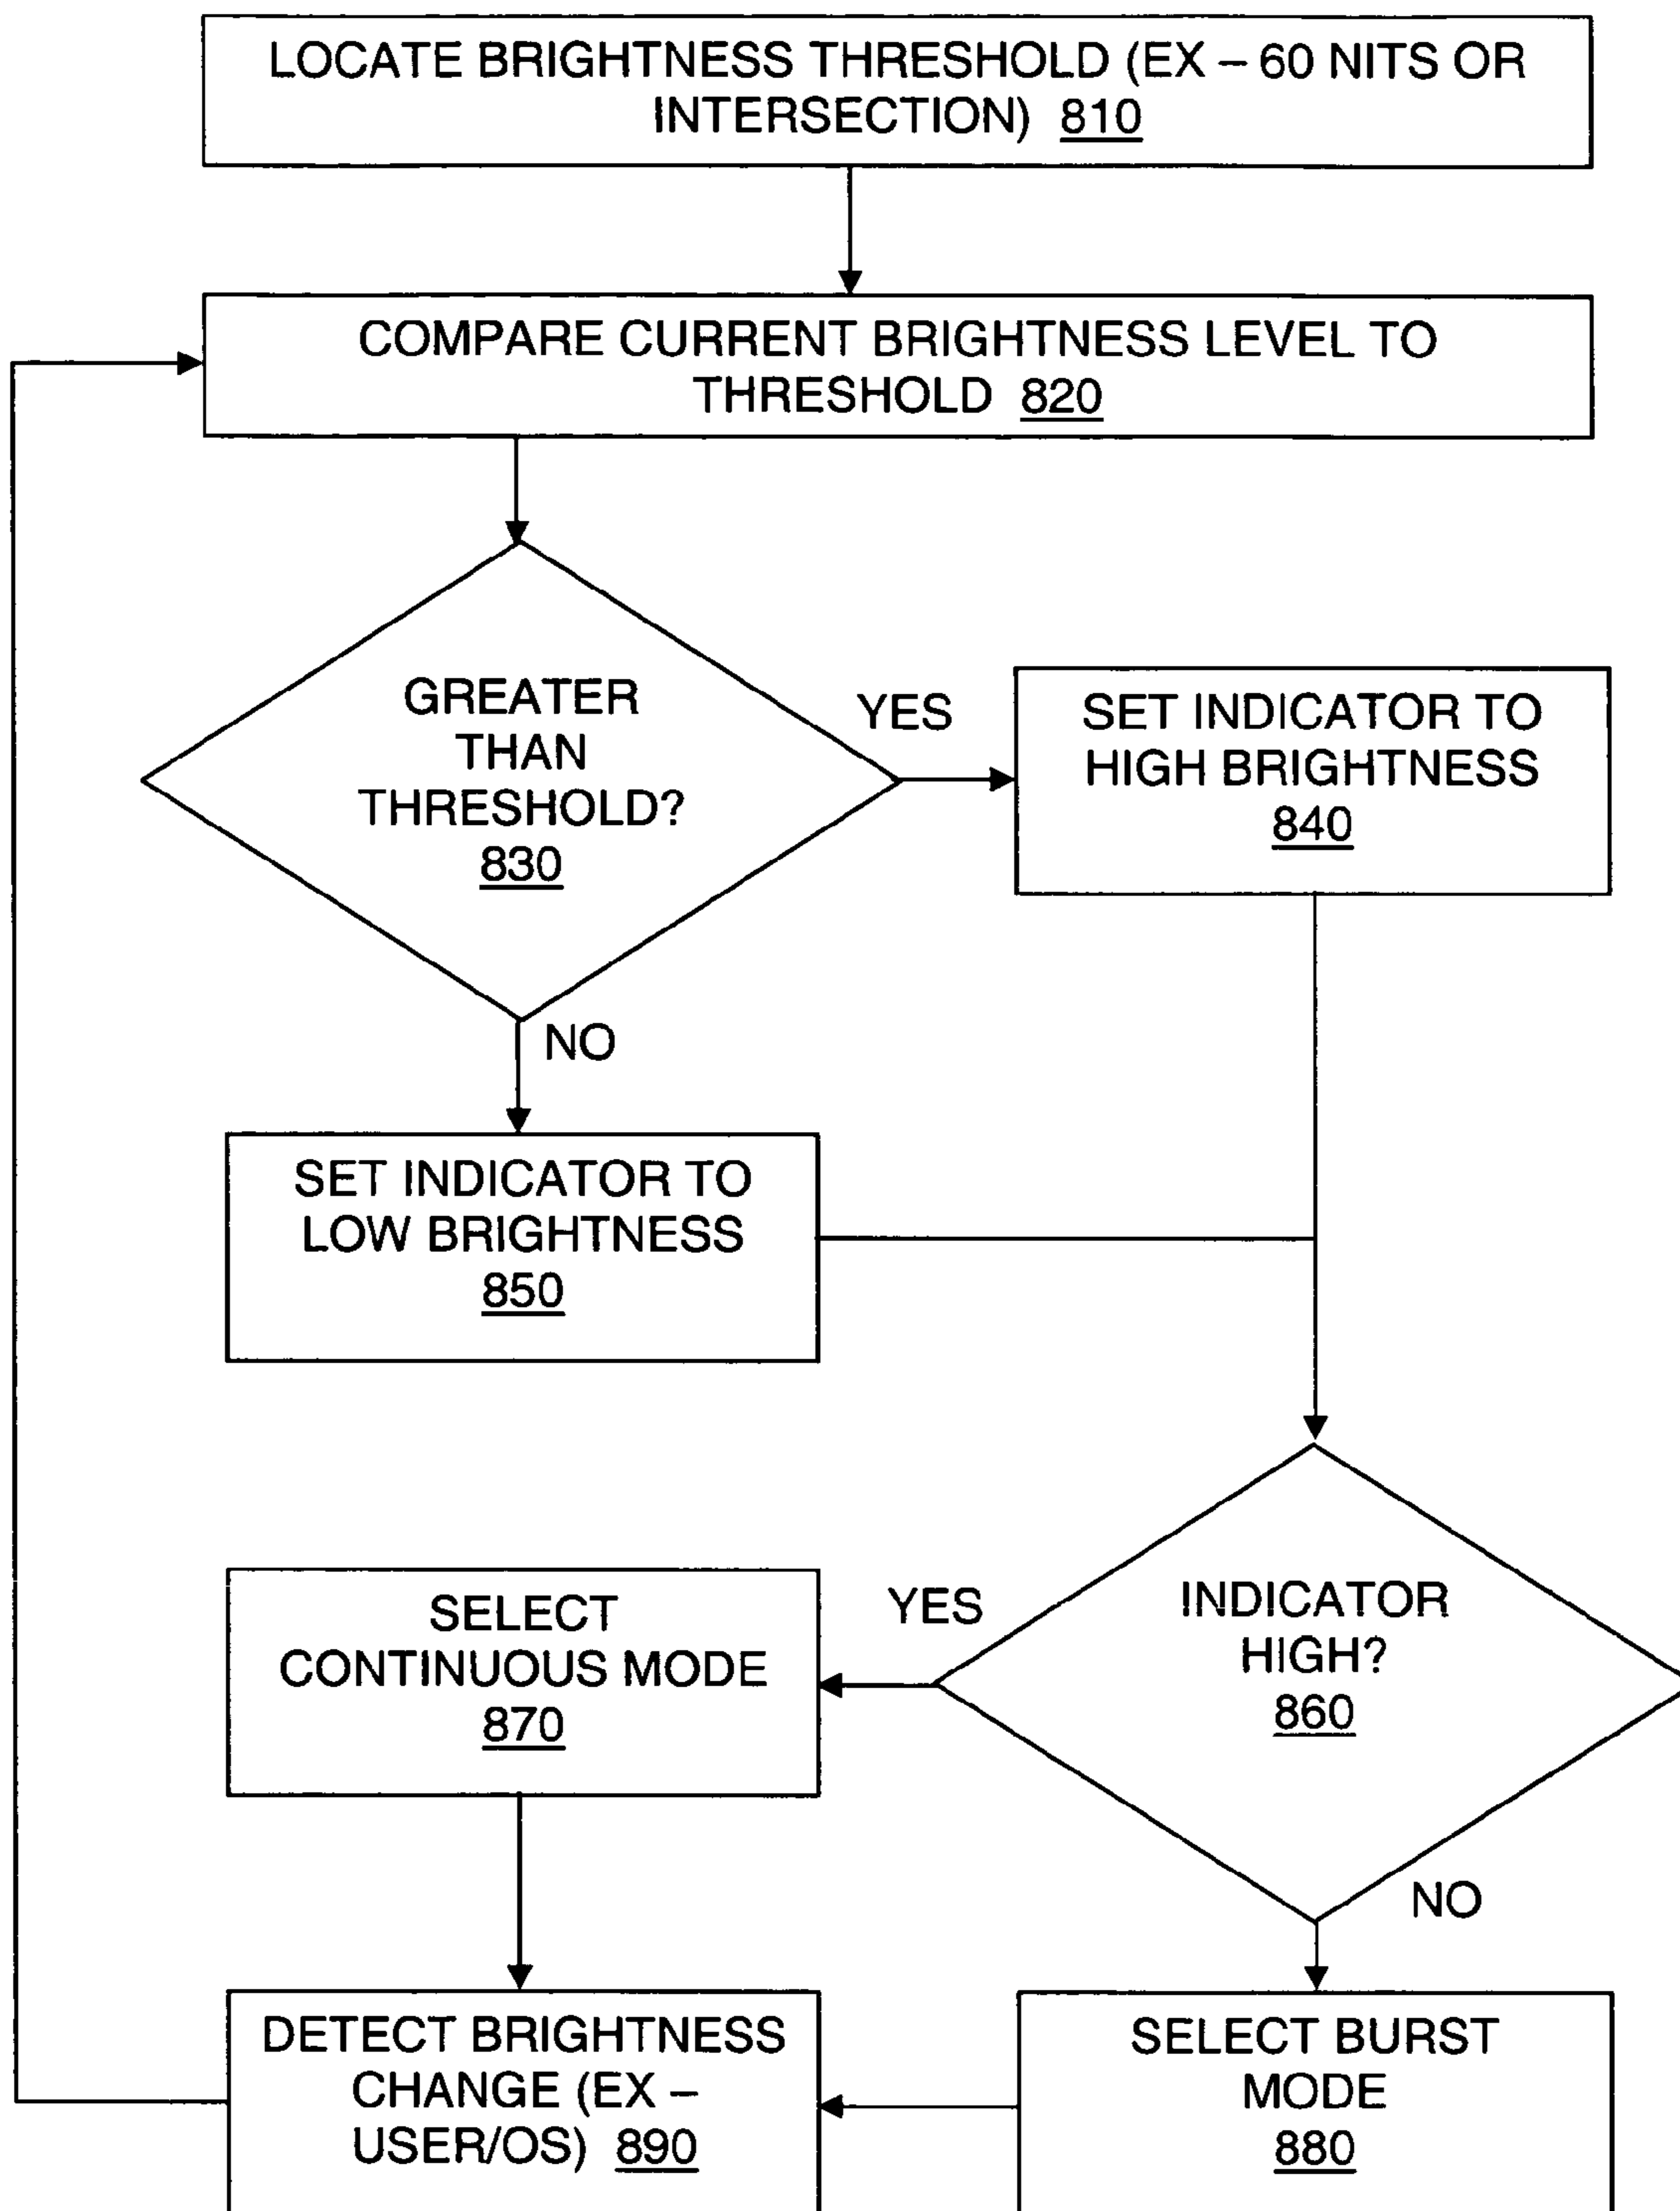 LOCATE BRIGHTNESS THRESHOLD (EX – 60 NITS OR
INTERSECTION) 810
COMPARE CURRENT BRIGHTNESS LEVEL TO
THRESHOLD 820
GREATER
THAN
THRESHOLD?
830
YES
SET INDICATOR TO
HIGH BRIGHTNESS
840
NO
SET INDICATOR TO
LOW BRIGHTNESS
850
INDICATOR
HIGH?
860
YES
SELECT
CONTINUOUS MODE
870
NO
DETECT BRIGHTNESS
CHANGE (EX –
USER/OS) 890
SELECT BURST
MODE
880